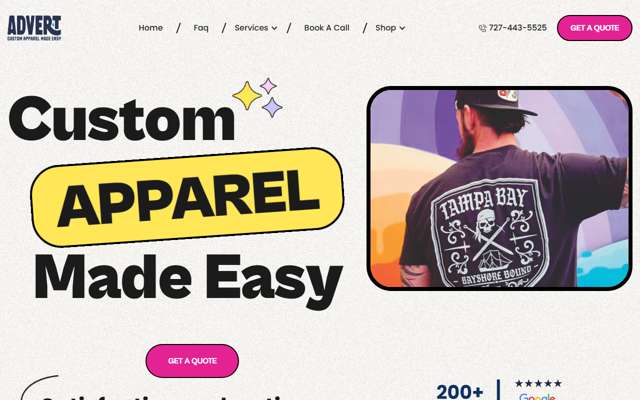 ADVERT
CUSTOM APPAREL MADE EASY
Home / Faq / Services / Book A Call / Shop
727-443-5525
GET A QUOTE
Custom
APPAREL
Made Easy
TAMPA BAY
BAYSHORE BOUND
GET A QUOTE
200+
Google